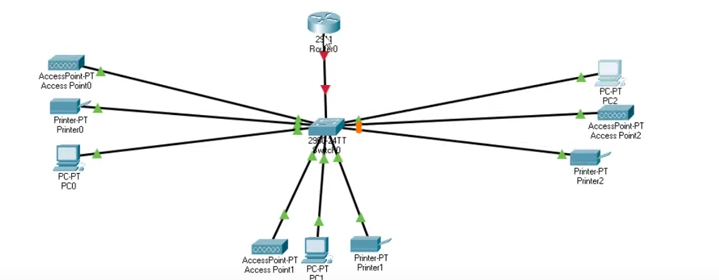 Router0
AccessPoint-PT
Access Point0
Printer-PT
Printer0
PC-PT
PC0
Switch0
PC-PT
PC2
AccessPoint-PT
Access Point2
Printer-PT
Printer2
AccessPoint-PT
Access Point1
PC-PT
PC1
Printer-PT
Printer1